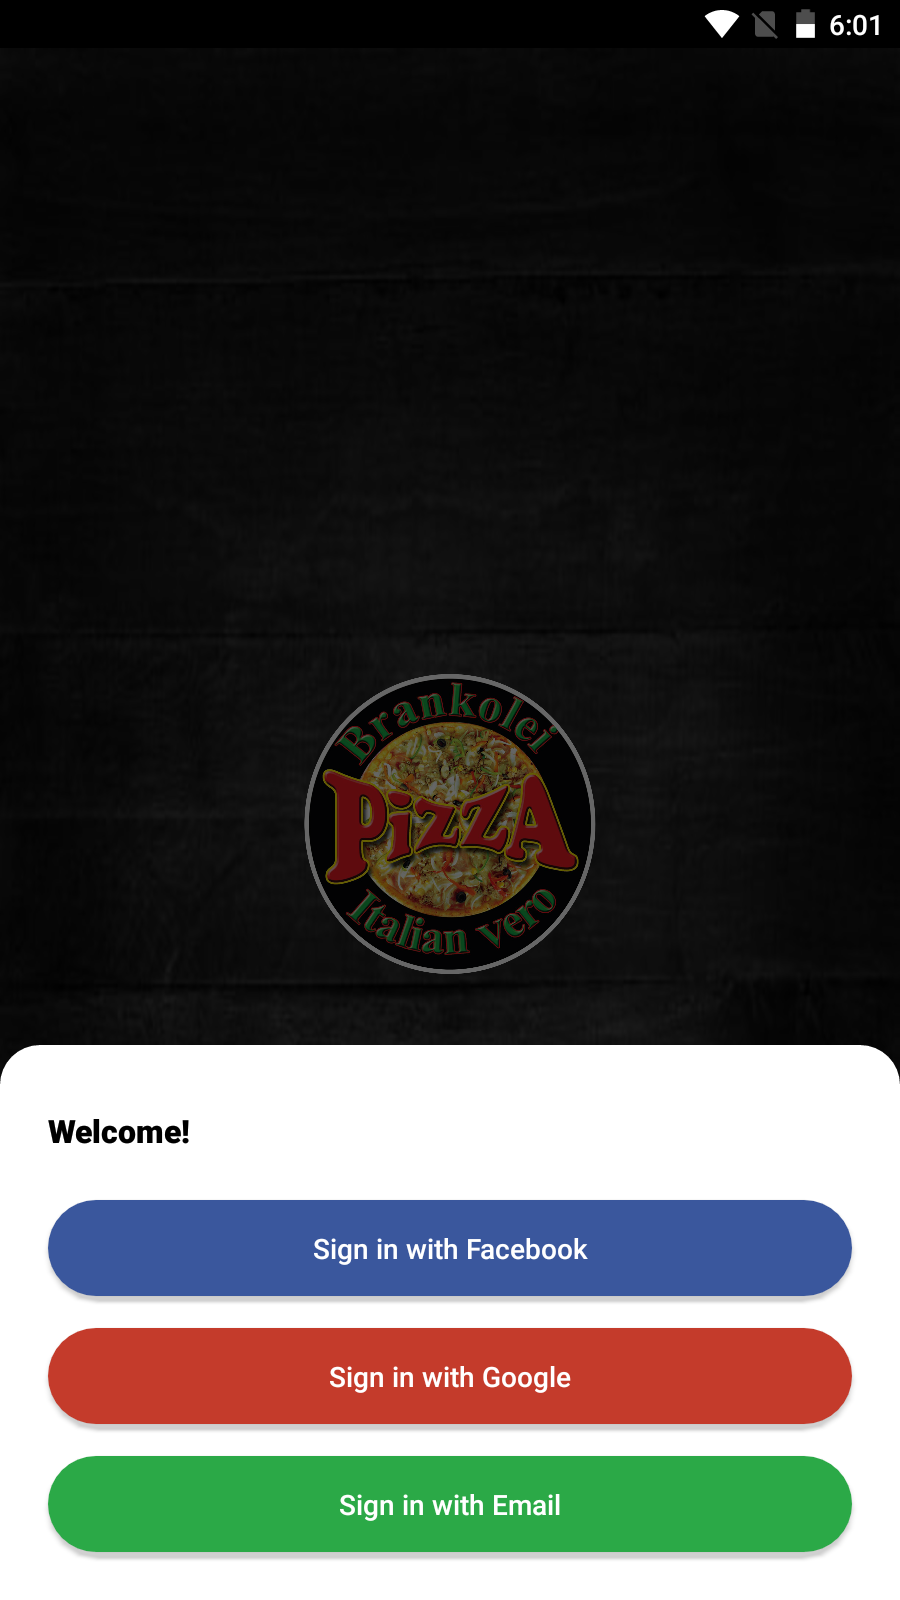 6:01
Brankolei
PizzA
Italian vero
Welcome!
Sign in with Facebook
Sign in with Google
Sign in with Email